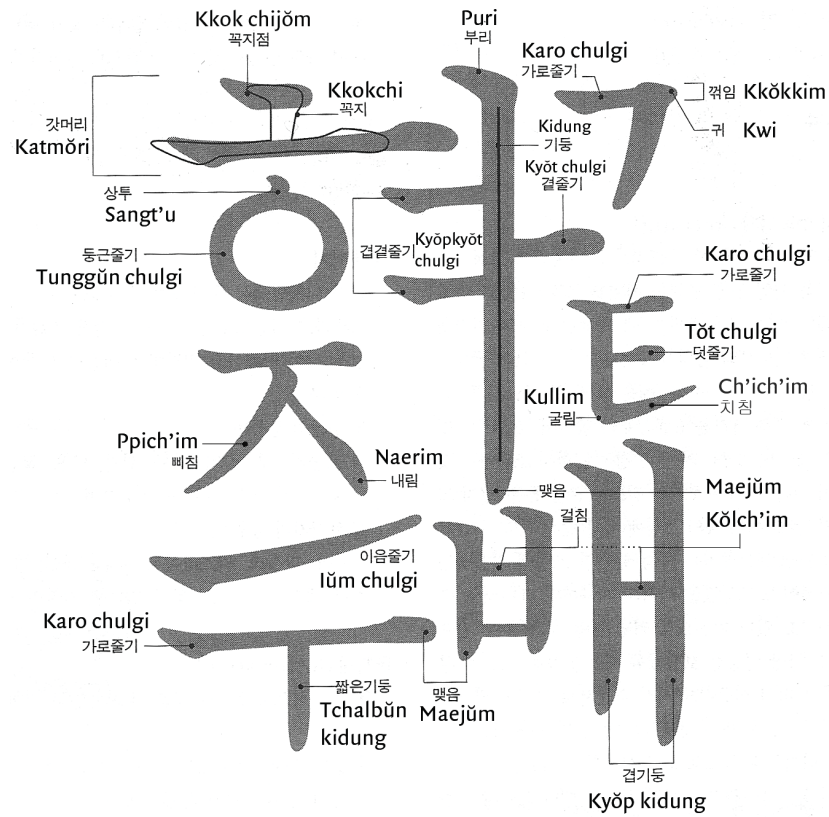 Kkok chijŏm
꼭지점
Puri
부리
Karo chulgi
가로줄기
Kkokchi
꼭지
꺾임 Kkŏkkim
갓머리
Katmŏri
Kidung
기둥
귀 Kwi
Kyŏt chulgi
곁줄기
상투
Sangt’u
둥근줄기
Tunggŭn chulgi
겹곁줄기
Kyŏpkyŏt
chulgi
Karo chulgi
가로줄기
Tŏt chulgi
덧줄기
Kullim
굴림
Ch’ich’im
치침
Ppich’im
삐침
Naerim
내림
맺음
Maejŭm
걸침
Kŏlch’im
이음줄기
Iŭm chulgi
Karo chulgi
가로줄기
짧은기둥
Tchalbŭn
kidung
맺음
Maejŭm
겹기둥
Kyŏp kidung